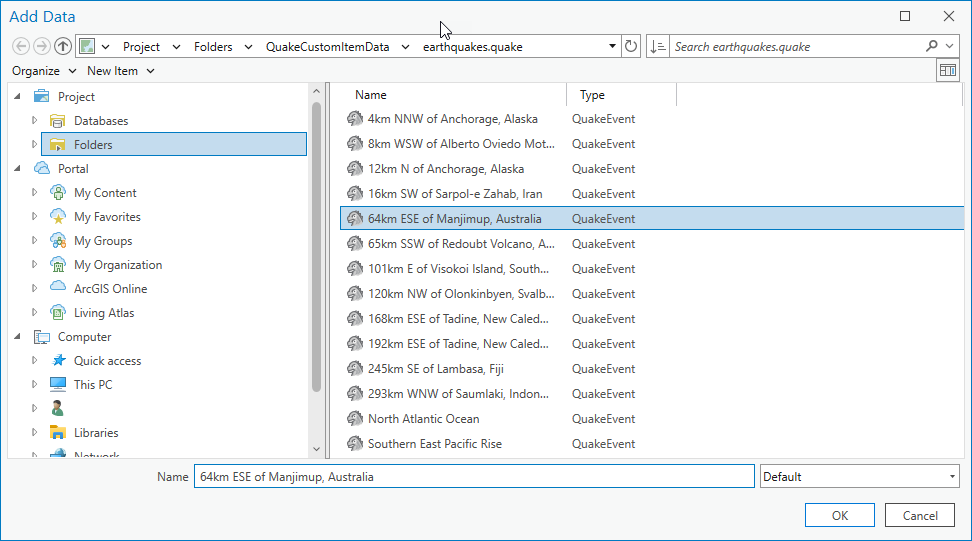 Add Data
Project Folders QuakeCustomItemData earthquakes.quake Search earthquakes.quake
Organize New Item
Project
Databases
Folders
Portal
My Content
My Favorites
My Groups
My Organization
ArcGIS Online
Living Atlas
Computer
Quick access
This PC
Libraries
Network
Name Type
4km NNW of Anchorage, Alaska QuakeEvent
8km WSW of Alberto Oviedo Mot... QuakeEvent
12km N of Anchorage, Alaska QuakeEvent
16km SW of Sarpol-e Zahab, Iran QuakeEvent
64km ESE of Manjimup, Australia QuakeEvent
65km SSW of Redoubt Volcano, A... QuakeEvent
101km E of Visokoi Island, South... QuakeEvent
120km NW of Olonkinbyen, Svalb... QuakeEvent
168km ESE of Tadine, New Caled... QuakeEvent
192km ESE of Tadine, New Caled... QuakeEvent
245km SE of Lambasa, Fiji QuakeEvent
293km WNW of Saumlaki, Indon... QuakeEvent
North Atlantic Ocean QuakeEvent
Southern East Pacific Rise QuakeEvent
Name 64km ESE of Manjimup, Australia Default
OK Cancel